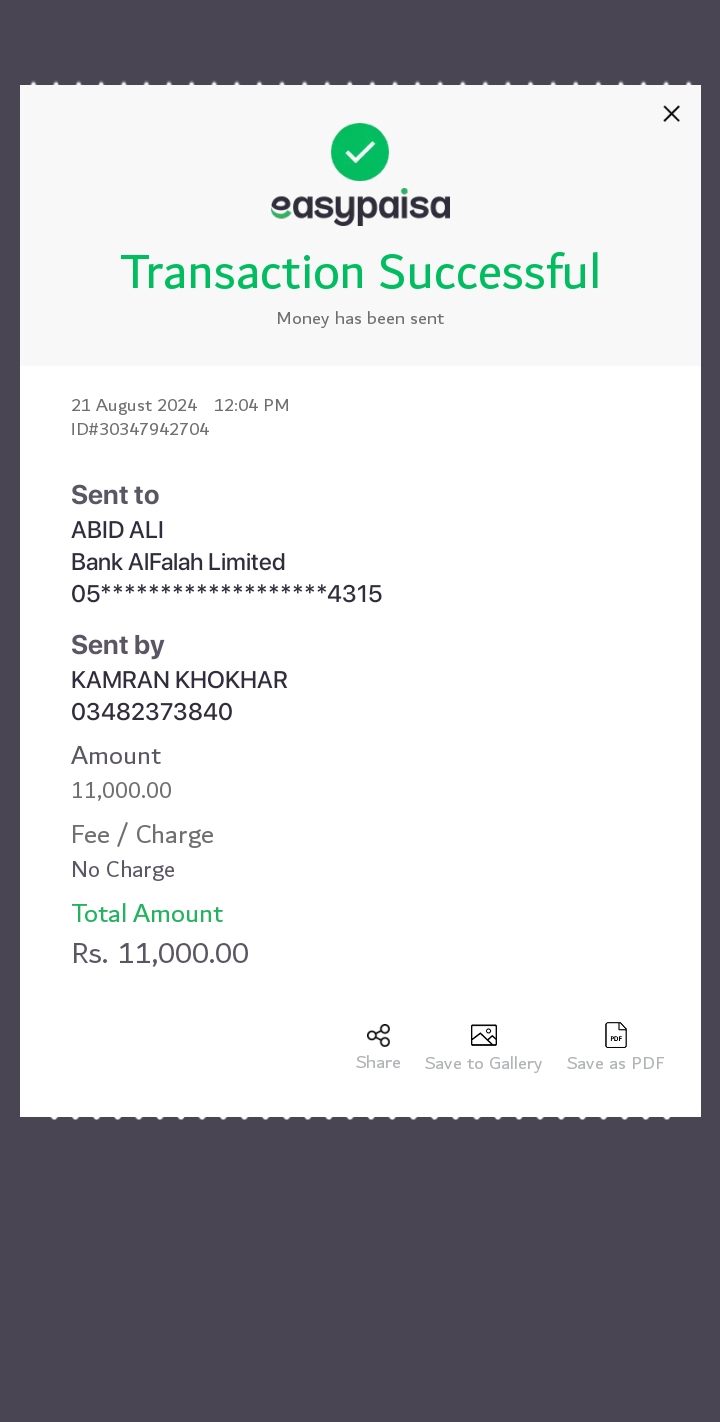 easypaisa
Transaction Successful
Money has been sent
21 August 2024 12:04 PM
ID#30347942704
Sent to
ABID ALI
Bank AlFalah Limited
05*******************4315
Sent by
KAMRAN KHOKHAR
03482373840
Amount
11,000.00
Fee / Charge
No Charge
Total Amount
Rs. 11,000.00
PDF
Share Save to Gallery Save as PDF